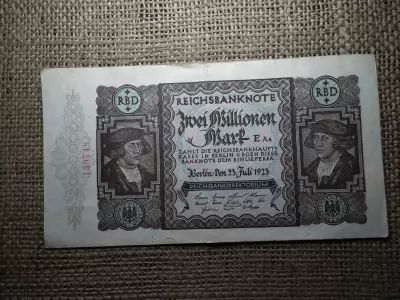 RBD
REICHSBANKNOTE
RBD
Zwei Millionen
Mark E Aa
ZAHLT DIE REICHSBANKHAUPT=
KASSE IN BERLIN GEGEN DIESE
BANKNOTE DEM EINLIEFERER
Berlin, den 23. Juli 1923
REICHSBANKDIREKTORIUM